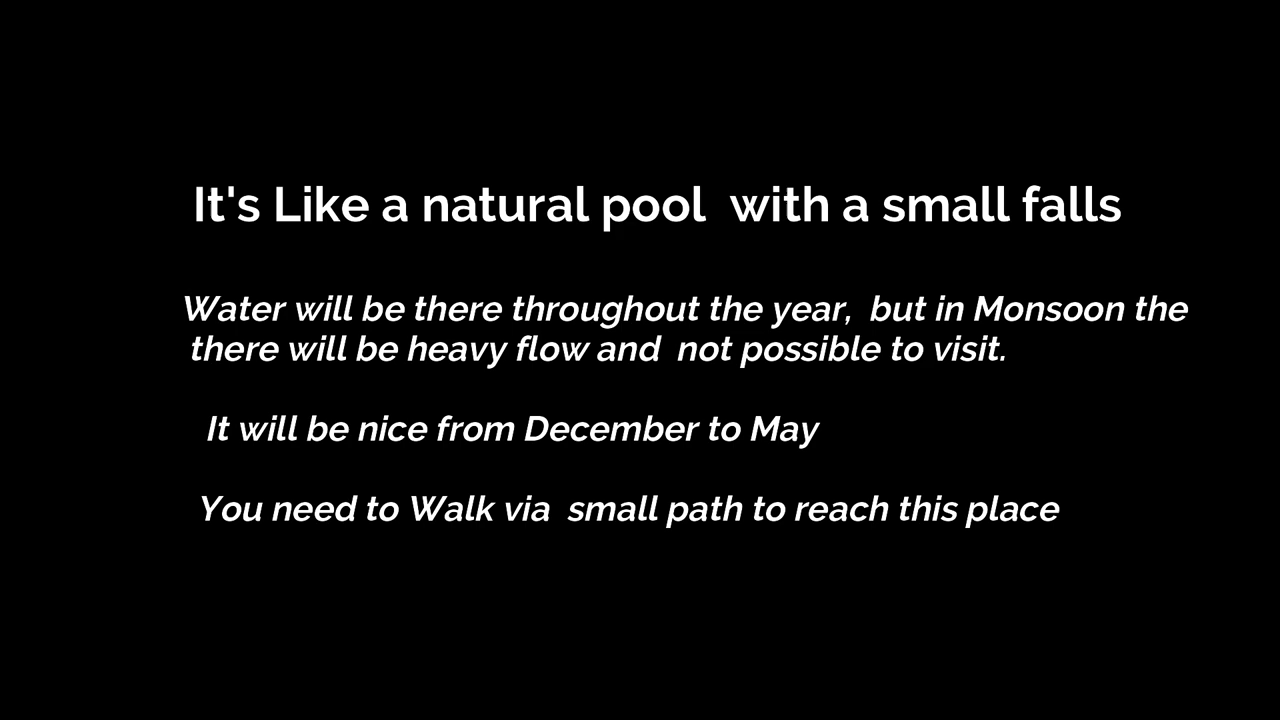 It's Like a natural pool  with a small falls
Water will be there throughout the year,  but in Monsoon the
there will be heavy flow and  not possible to visit.
It will be nice from December to May
You need to Walk via  small path to reach this place